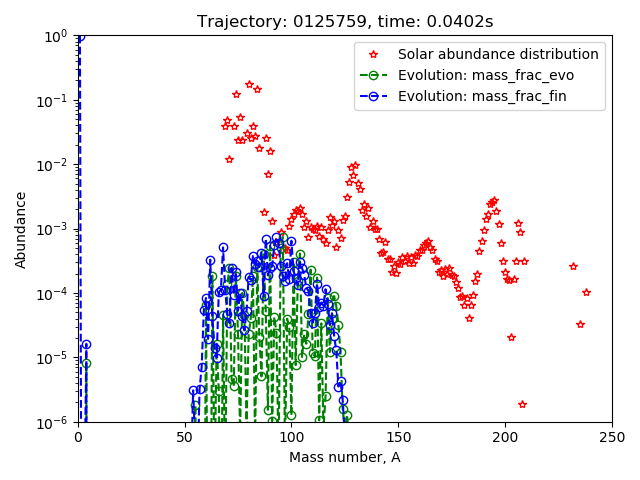 Trajectory: 0125759, time: 0.0402s
Solar abundance distribution
Evolution: mass_frac_evo
Evolution: mass_frac_fin
Abundance
10^0
10^-1
10^-2
10^-3
10^-4
10^-5
10^-6
0 50 100 150 200 250
Mass number, A